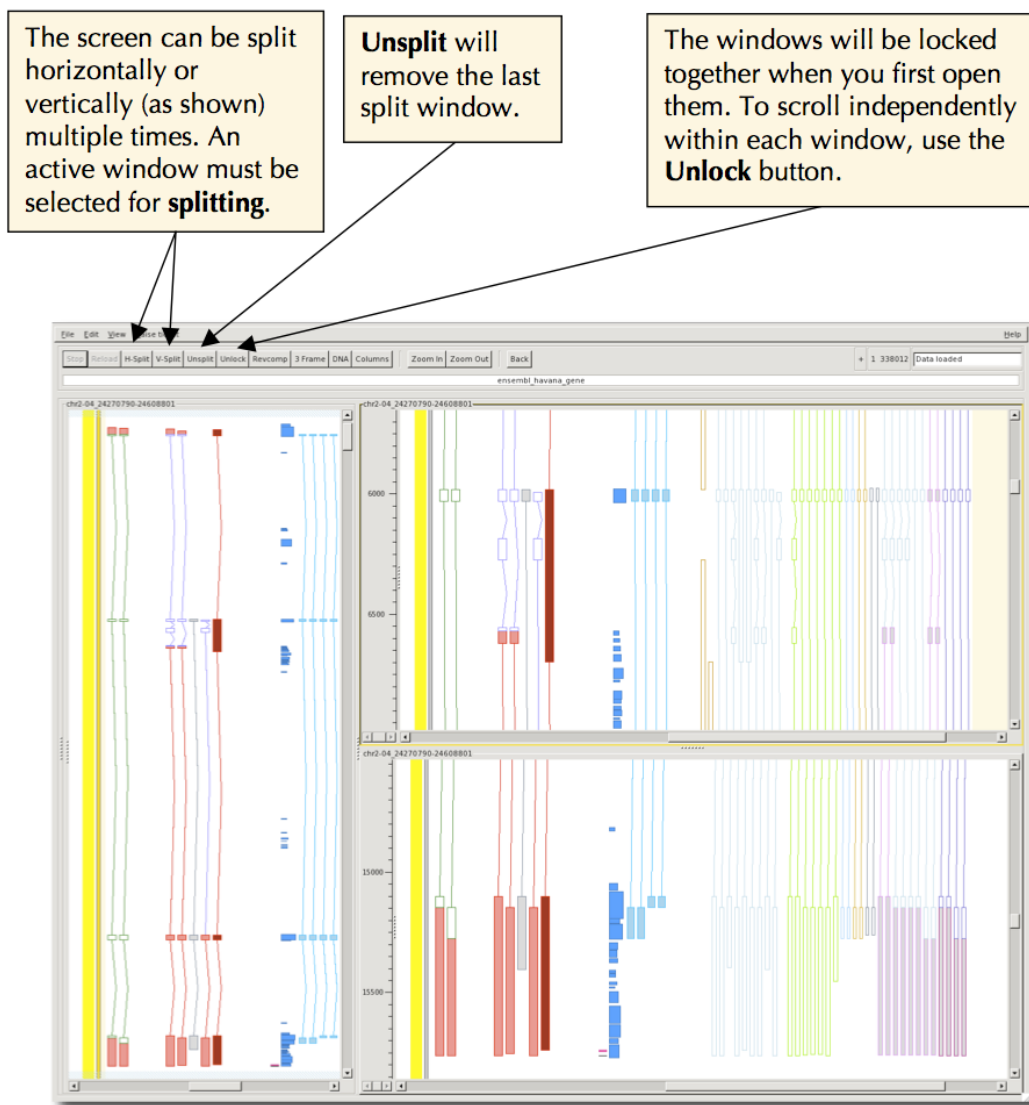 The screen can be split
horizontally or
vertically (as shown)
multiple times. An
active window must be
selected for splitting.
Unsplit will
remove the last
split window.
The windows will be locked
together when you first open
them. To scroll independently
within each window, use the
Unlock button.
File Edit View Help
Stop Reload H-Split V-Split Unsplit Unlock Revcomp 3 Frame DNA Columns Zoom In Zoom Out Back + 1 338012 Data loaded
ensembl_havana_gene
chr2-04_24270790-24608801
chr2-04_24270790-24608801
6000
6500
chr2-04_24270790-24608801
15000
15500